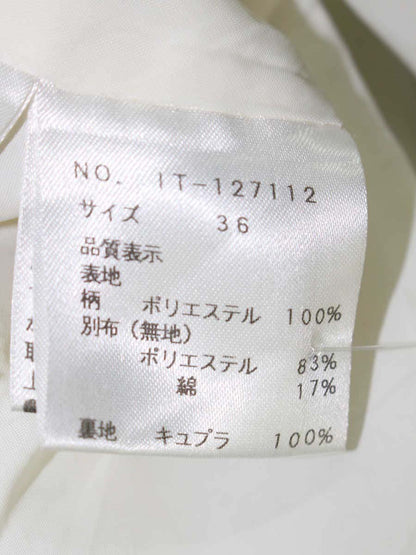 NO. IT-127112
サイズ 36
品質表示
表地
柄 ポリエステル 100%
別布（無地）
ポリエステル 83%
綿 17%
裏地 キュプラ 100%